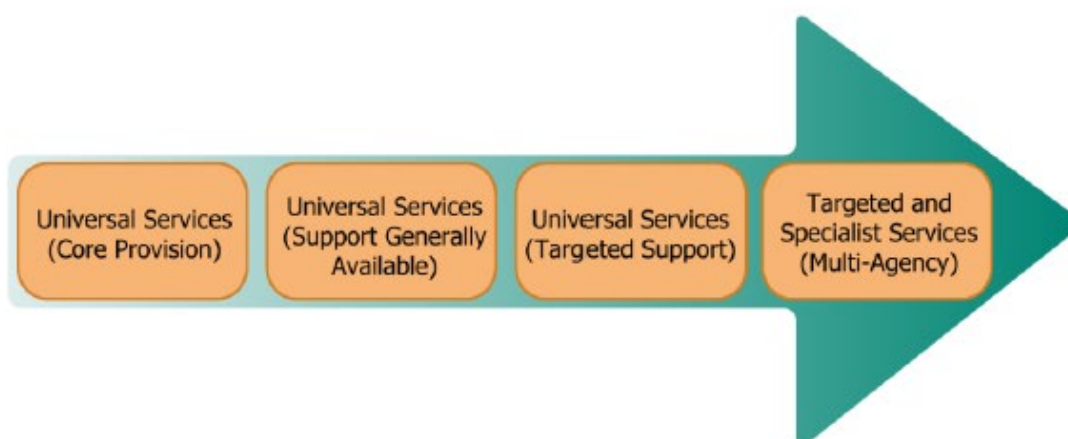 Universal Services
(Core Provision)
Universal Services
(Support Generally
Available)
Universal Services
(Targeted Support)
Targeted and
Specialist Services
(Multi-Agency)